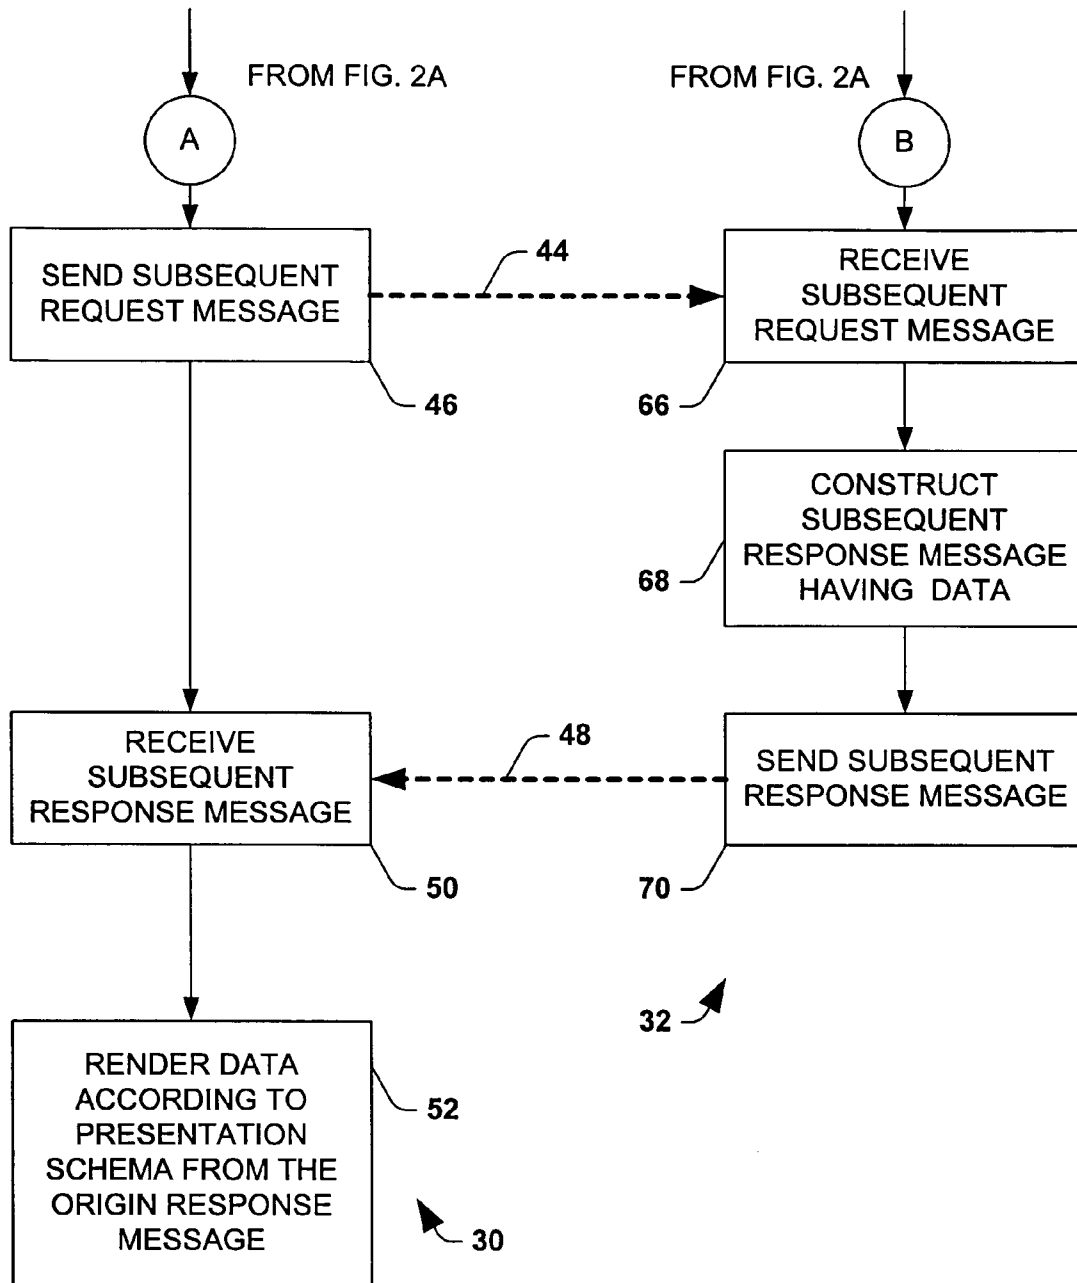 FROM FIG. 2A
FROM FIG. 2A
A
B
SEND SUBSEQUENT
REQUEST MESSAGE
44
RECEIVE
SUBSEQUENT
REQUEST MESSAGE
46
66
CONSTRUCT
SUBSEQUENT
RESPONSE MESSAGE
HAVING DATA
68
RECEIVE
SUBSEQUENT
RESPONSE MESSAGE
48
SEND SUBSEQUENT
RESPONSE MESSAGE
50
70
32
RENDER DATA
ACCORDING TO
PRESENTATION
SCHEMA FROM THE
ORIGIN RESPONSE
MESSAGE
52
30